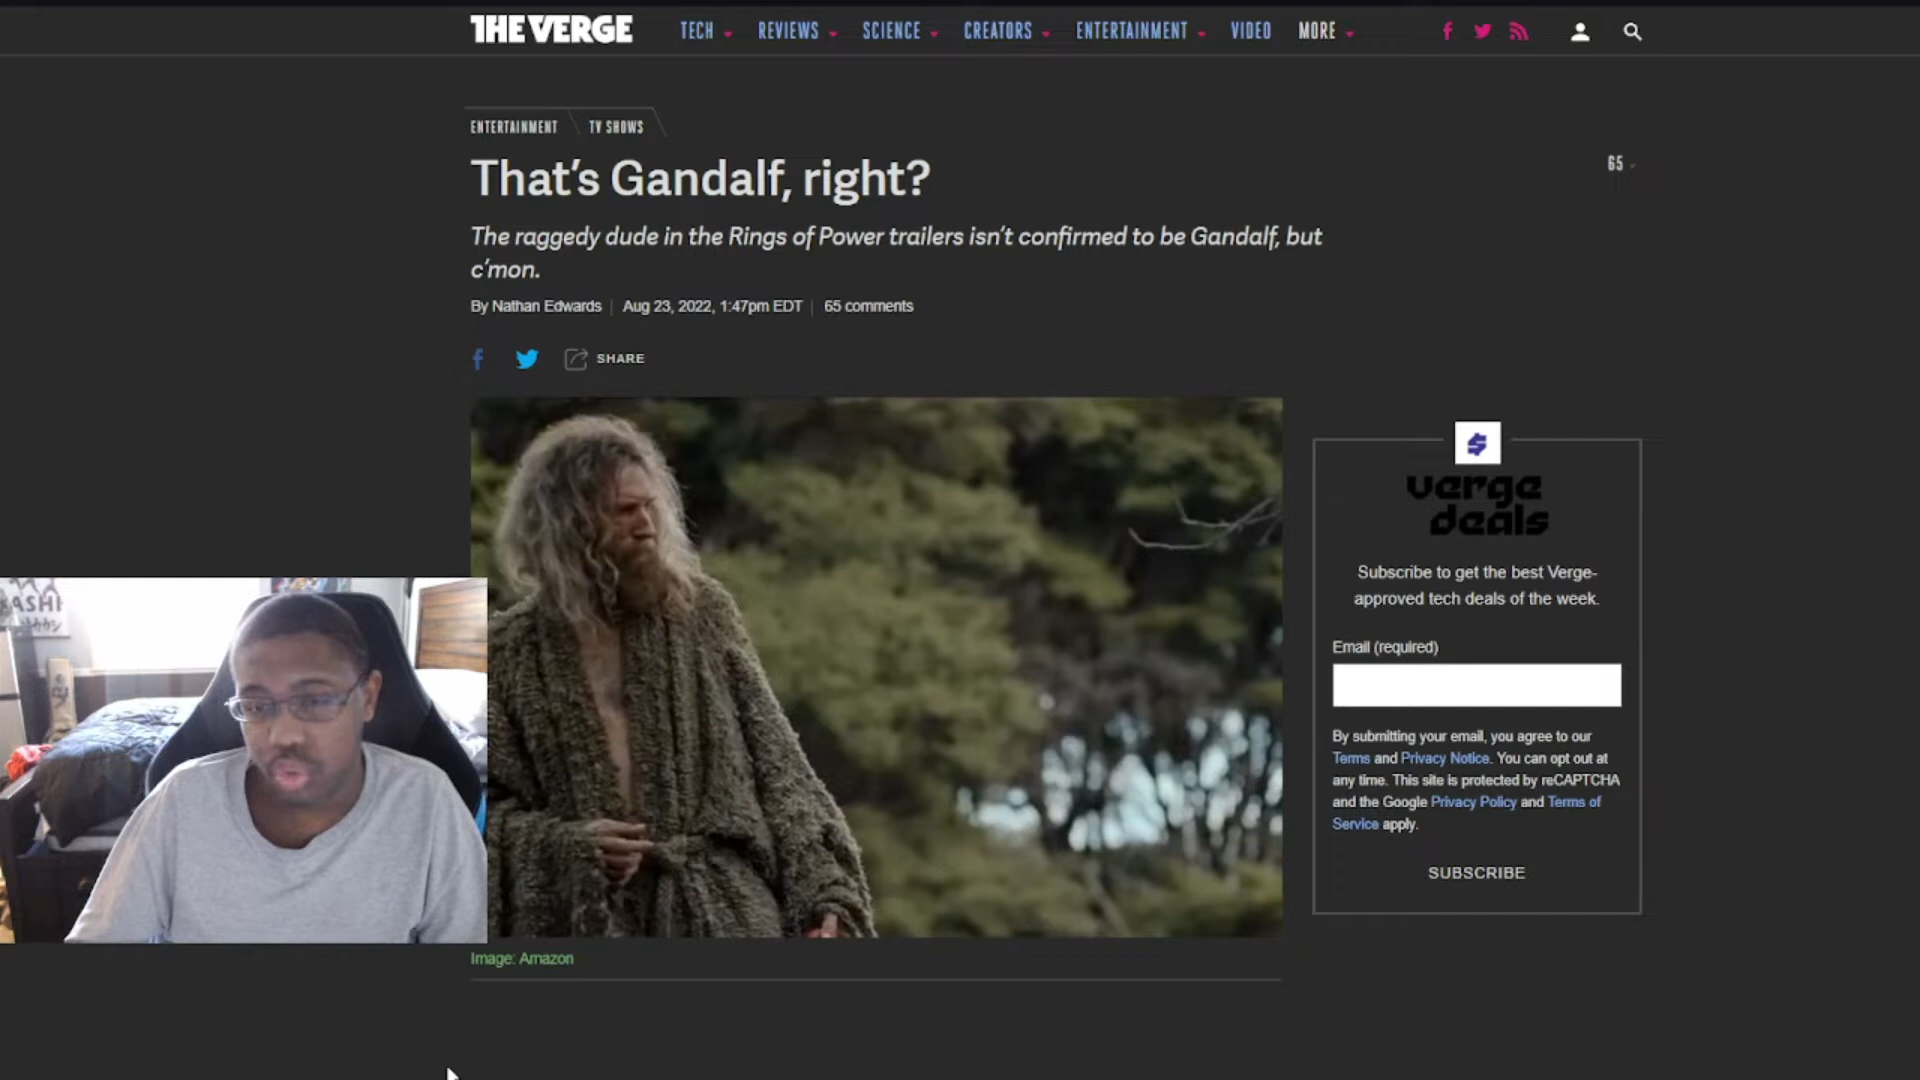 THE VERGE
TECH
REVIEWS
SCIENCE
CREATORS
ENTERTAINMENT
VIDEO
MORE
ENTERTAINMENT
TV SHOWS
That's Gandalf, right?
65
The raggedy dude in the Rings of Power trailers isn't confirmed to be Gandalf, but
c'mon.
By Nathan Edwards
Aug 23, 2022, 1:47pm EDT
65 comments
SHARE
verge
deals
Subscribe to get the best Verge-
approved tech deals of the week.
Email (required)
By submitting your email, you agree to our
Terms and Privacy Notice. You can opt out at
any time. This site is protected by reCAPTCHA
and the Google Privacy Policy and Terms of
Service apply.
SUBSCRIBE
ASHI
Image: Amazon